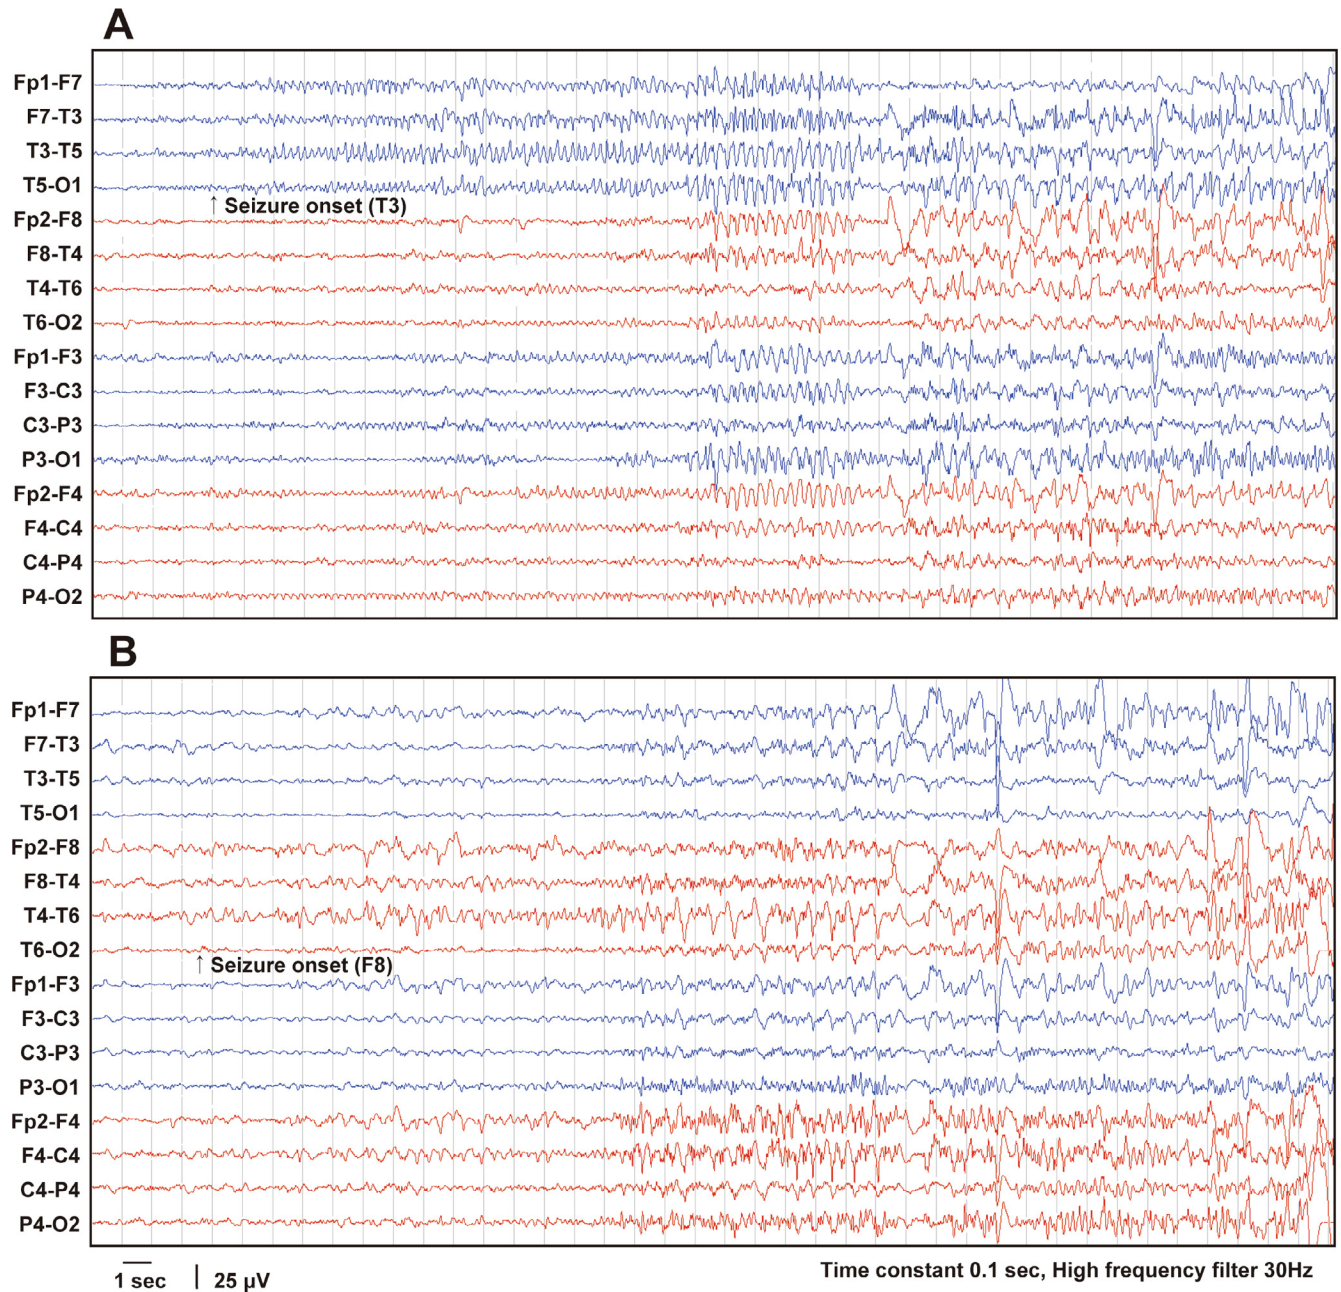 A
Fp1-F7
F7-T3
T3-T5
T5-O1
↑ Seizure onset (T3)
Fp2-F8
F8-T4
T4-T6
T6-O2
Fp1-F3
F3-C3
C3-P3
P3-O1
Fp2-F4
F4-C4
C4-P4
P4-O2
B
Fp1-F7
F7-T3
T3-T5
T5-O1
Fp2-F8
F8-T4
T4-T6
T6-O2
↑ Seizure onset (F8)
Fp1-F3
F3-C3
C3-P3
P3-O1
Fp2-F4
F4-C4
C4-P4
P4-O2
1 sec 25 µV
Time constant 0.1 sec, High frequency filter 30Hz